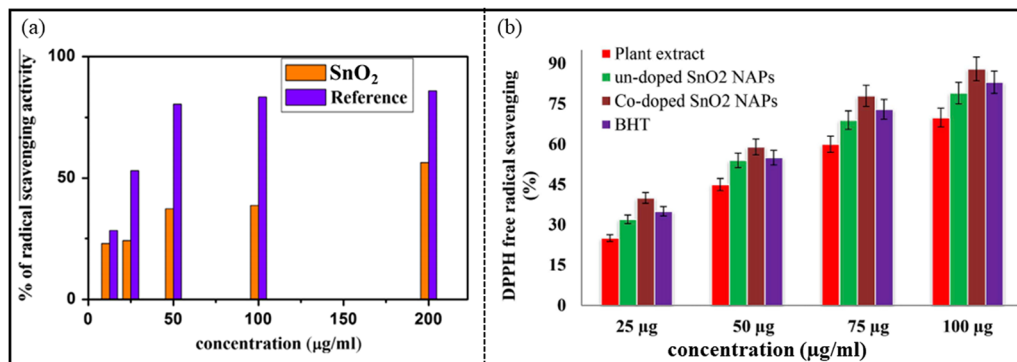 (a)
% of radical scavenging activity
100
50
0
SnO₂
Reference
0
50
100
150
200
concentration (µg/ml)
(b)
DPPH free radical scavenging
(%)
90
75
60
45
30
15
0
Plant extract
un-doped SnO2 NAPs
Co-doped SnO2 NAPs
BHT
25 µg
50 µg
75 µg
100 µg
concentration (µg/ml)